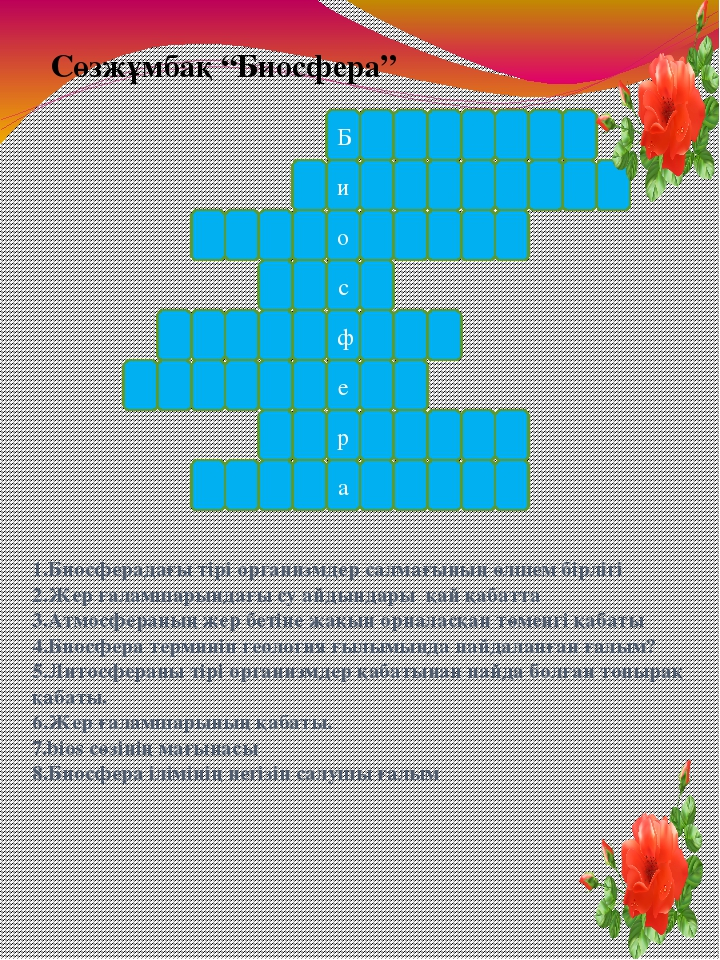 Сөзжұмбақ “Биосфера”
Б
и
о
с
ф
е
р
а
1.Биосферадағы тірі организмдер салмағының өлшем бірлігі
2.Жер ғаламшарындағы су айдындары қай қабатта
3.Атмосфераның жер бетіне жақын орналасқан төменгі қабаты
4.Биосфера терминін геология ғылымында пайдаланған ғалым?
5.Литосфераны тірі организмдер қабатынан пайда болған топырақ
қабаты.
6.Жер ғаламшарының қабаты.
7.bios сөзінің мағынасы
8.Биосфера ілімінің негізін салушы ғалым